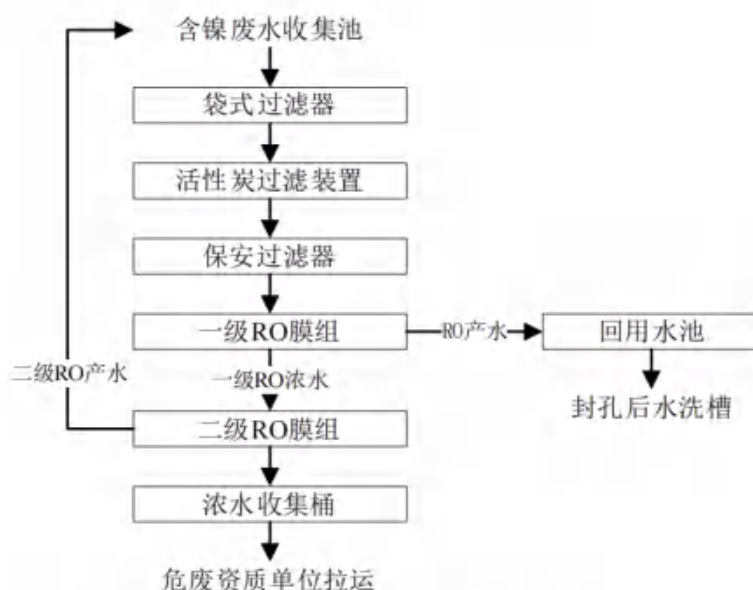 含镍废水收集池
袋式过滤器
活性炭过滤装置
保安过滤器
一级RO膜组
RO产水
回用水池
二级RO产水
一级RO浓水
封孔后水洗槽
二级RO膜组
浓水收集桶
危废资质单位拉运